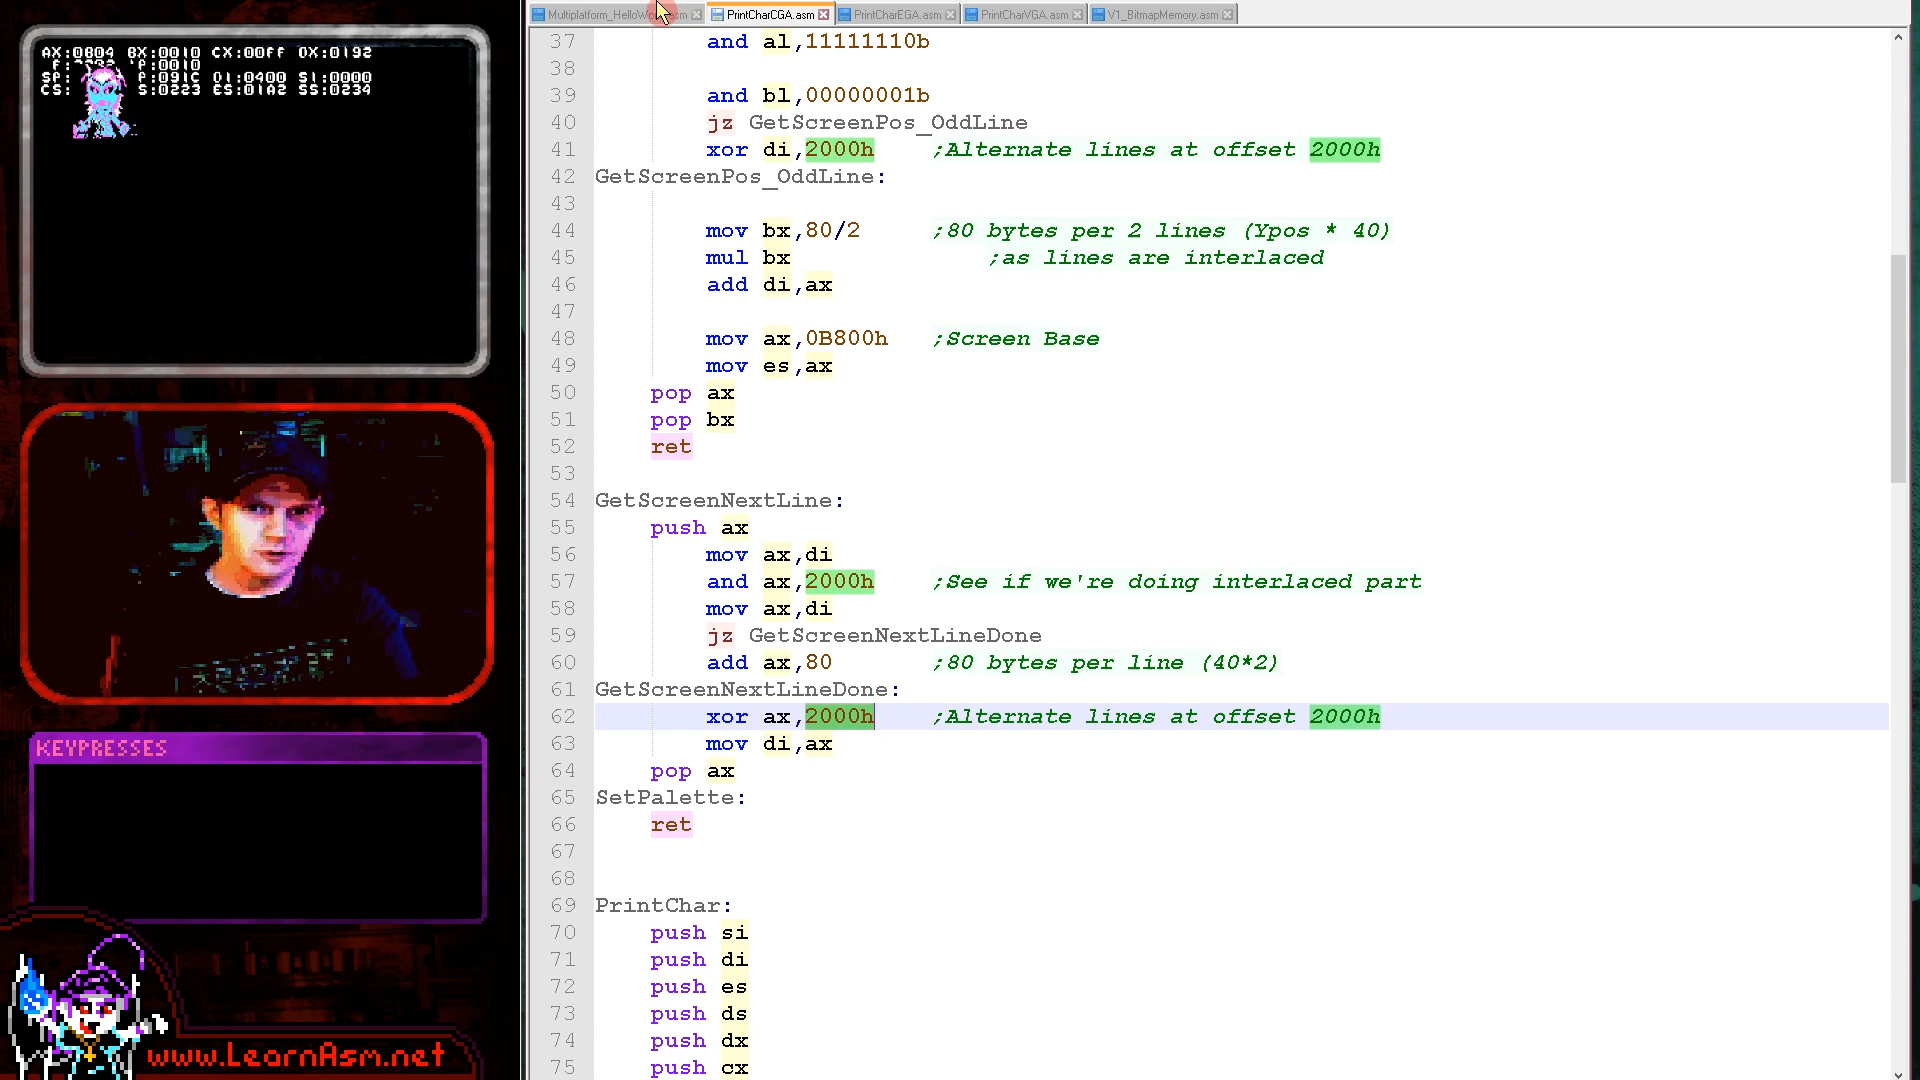 AX:0804 BX:0010 CX:00FF DX:0192
SP: P:091C DI:0400 SI:0000
CS: S:0223 ES:01A2 SS:0234
KEYPRESSES
www.LearnAsm.net
PrintCharCGA.asm
PrintCharEGA.asm
PrintCharVGA.asm
V1_BitmapMemory.asm
37 and al,11111110b
38
39 and bl,00000001b
40 jz GetScreenPos_OddLine
41 xor di,2000h ;Alternate lines at offset 2000h
42 GetScreenPos_OddLine:
43
44 mov bx,80/2 ;80 bytes per 2 lines (Ypos * 40)
45 mul bx ;as lines are interlaced
46 add di,ax
47
48 mov ax,0B800h ;Screen Base
49 mov es,ax
50 pop ax
51 pop bx
52 ret
53
54 GetScreenNextLine:
55 push ax
56 mov ax,di
57 and ax,2000h ;See if we're doing interlaced part
58 mov ax,di
59 jz GetScreenNextLineDone
60 add ax,80 ;80 bytes per line (40*2)
61 GetScreenNextLineDone:
62 xor ax,2000h ;Alternate lines at offset 2000h
63 mov di,ax
64 pop ax
65 SetPalette:
66 ret
67
68
69 PrintChar:
70 push si
71 push di
72 push es
73 push ds
74 push dx
75 push cx